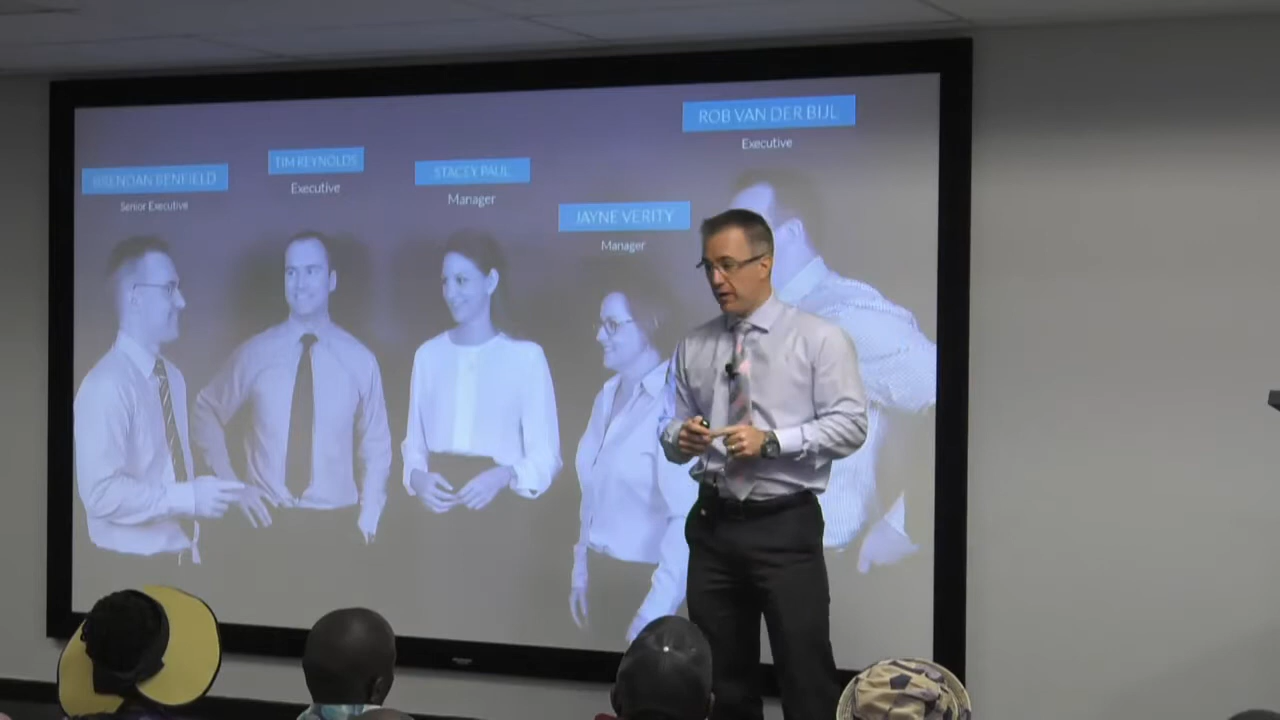 BRENDAN BENFIELD
Senior Executive
TIM REYNOLDS
Executive
STACEY PAUL
Manager
JAYNE VERITY
Manager
ROB VAN DER BIJL
Executive